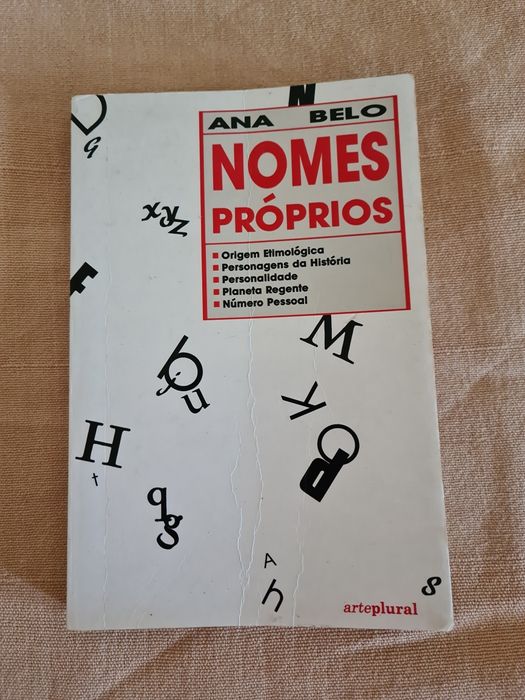 ANA BELO
NOMES
PRÓPRIOS
Origem Etimológica
Personagens da História
Personalidade
Planeta Regente
Número Pessoal
G
N
x y z
F
M
b
j
u
K
H
t
b
g
A
h
s
arteplural